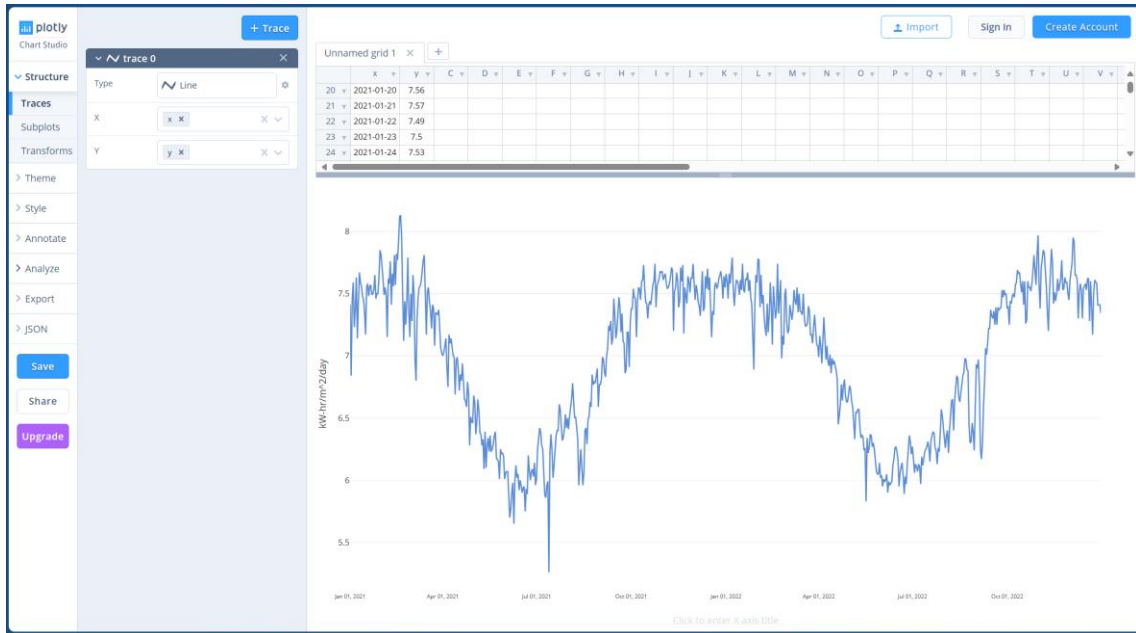 plotly
Chart Studio
Structure
Traces
Subplots
Transforms
Theme
Style
Annotate
Analyze
Export
JSON
Save
Share
Upgrade
+ Trace
trace 0
Type
Line
X
x
Y
y
Import
Sign In
Create Account
Unnamed grid 1
x y C D E F G H I J K L M N O P Q R S T U V
20 2021-01-20 7.56
21 2021-01-21 7.57
22 2021-01-22 7.49
23 2021-01-23 7.5
24 2021-01-24 7.53
kW-hr/m^2/day
8
7.5
7
6.5
6
5.5
Jan 01, 2021 Apr 01, 2021 Jul 01, 2021 Oct 01, 2021 Jan 01, 2022 Apr 01, 2022 Jul 01, 2022 Oct 01, 2022
Click to enter X axis title